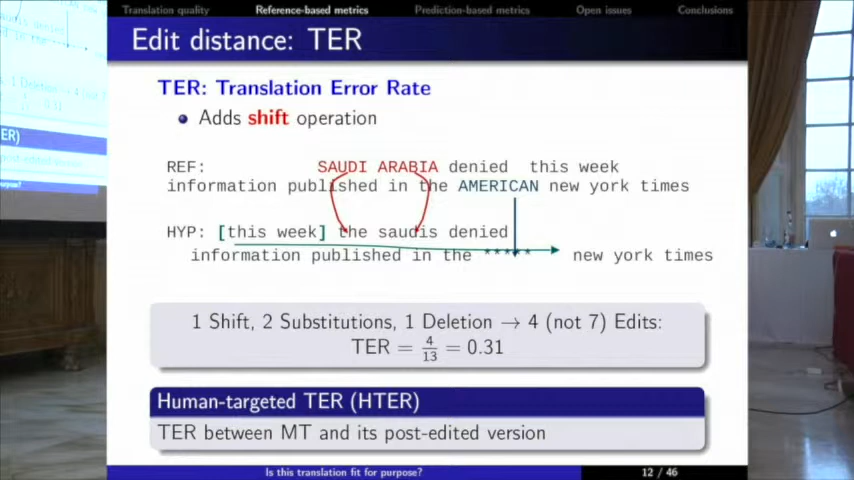 Translation quality Reference-based metrics Prediction-based metrics Open issues Conclusions
Edit distance: TER
TER: Translation Error Rate
Adds shift operation
REF: SAUDI ARABIA denied this week
information published in the AMERICAN new york times
HYP: [this week] the saudis denied
information published in the ***** new york times
1 Shift, 2 Substitutions, 1 Deletion → 4 (not 7) Edits:
TER = 4/13 = 0.31
Human-targeted TER (HTER)
TER between MT and its post-edited version
Is this translation fit for purpose? 12 / 46